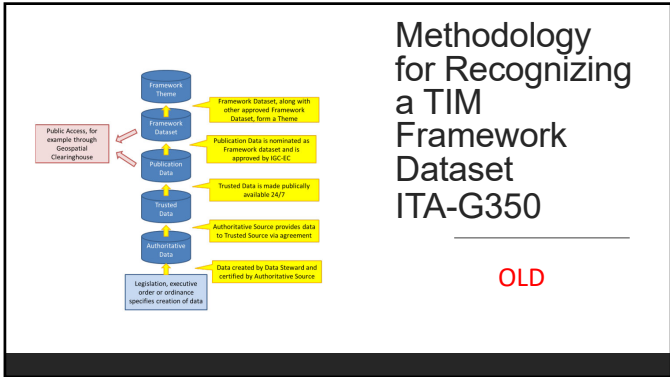 Methodology
for Recognizing
a TIM
Framework
Dataset
ITA-G350
OLD
Framework
Theme
Framework Dataset, along with
other approved Framework
Dataset, form a Theme
Framework
Dataset
Public Access, for
example through
Geospatial
Clearinghouse
Publication Data is nominated as
Framework dataset and is
approved by IGC-EC
Publication
Data
Trusted Data is made publically
available 24/7
Trusted
Data
Authoritative Source provides data
to Trusted Source via agreement
Authoritative
Data
Data created by Data Steward and
certified by Authoritative Source
Legislation, executive
order or ordinance
specifies creation of data